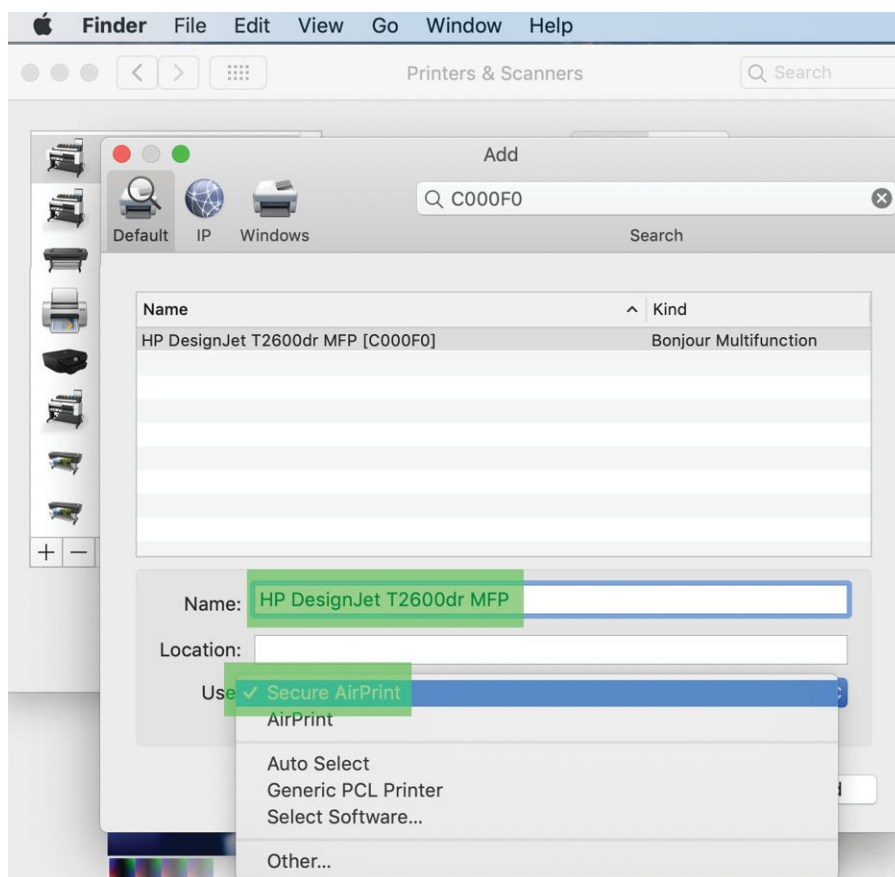 Finder File Edit View Go Window Help
Printers & Scanners Search
Add
C000F0
Default IP Windows Search
Name Kind
HP DesignJet T2600dr MFP [C000F0] Bonjour Multifunction
+ −
Name: HP DesignJet T2600dr MFP
Location:
Use ✓ Secure AirPrint
AirPrint
Auto Select
Generic PCL Printer
Select Software...
Other...